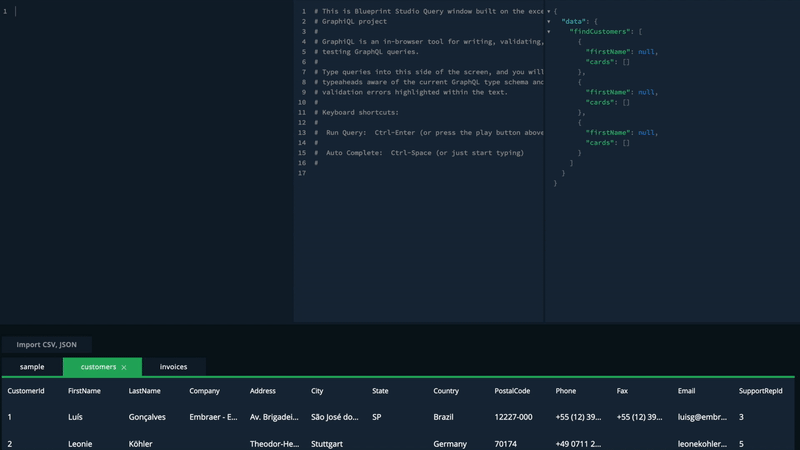 1
1 # This is Blueprint Studio Query window built on the exce
2 # GraphiQL project
3 #
4 # GraphiQL is an in-browser tool for writing, validating,
5 # testing GraphQL queries.
6 #
7 # Type queries into this side of the screen, and you will
8 # typeaheads aware of the current GraphQL type schema and
9 # validation errors highlighted within the text.
10 #
11 # Keyboard shortcuts:
12 #
13 # Run Query: Ctrl-Enter (or press the play button above
14 #
15 # Auto Complete: Ctrl-Space (or just start typing)
16 #
17
{
"data": {
"findCustomers": [
{
"firstName": null,
"cards": []
},
{
"firstName": null,
"cards": []
},
{
"firstName": null,
"cards": []
}
]
}
}
Import CSV, JSON
sample customers × invoices
CustomerId FirstName LastName Company Address City State Country PostalCode Phone Fax Email SupportRepId
1 Luís Gonçalves Embraer - E... Av. Brigadei... São José do... SP Brazil 12227-000 +55 (12) 39... +55 (12) 39... luisg@embr... 3
2 Leonie Köhler Theodor-He... Stuttgart Germany 70174 +49 0711 2... leonekohler... 5